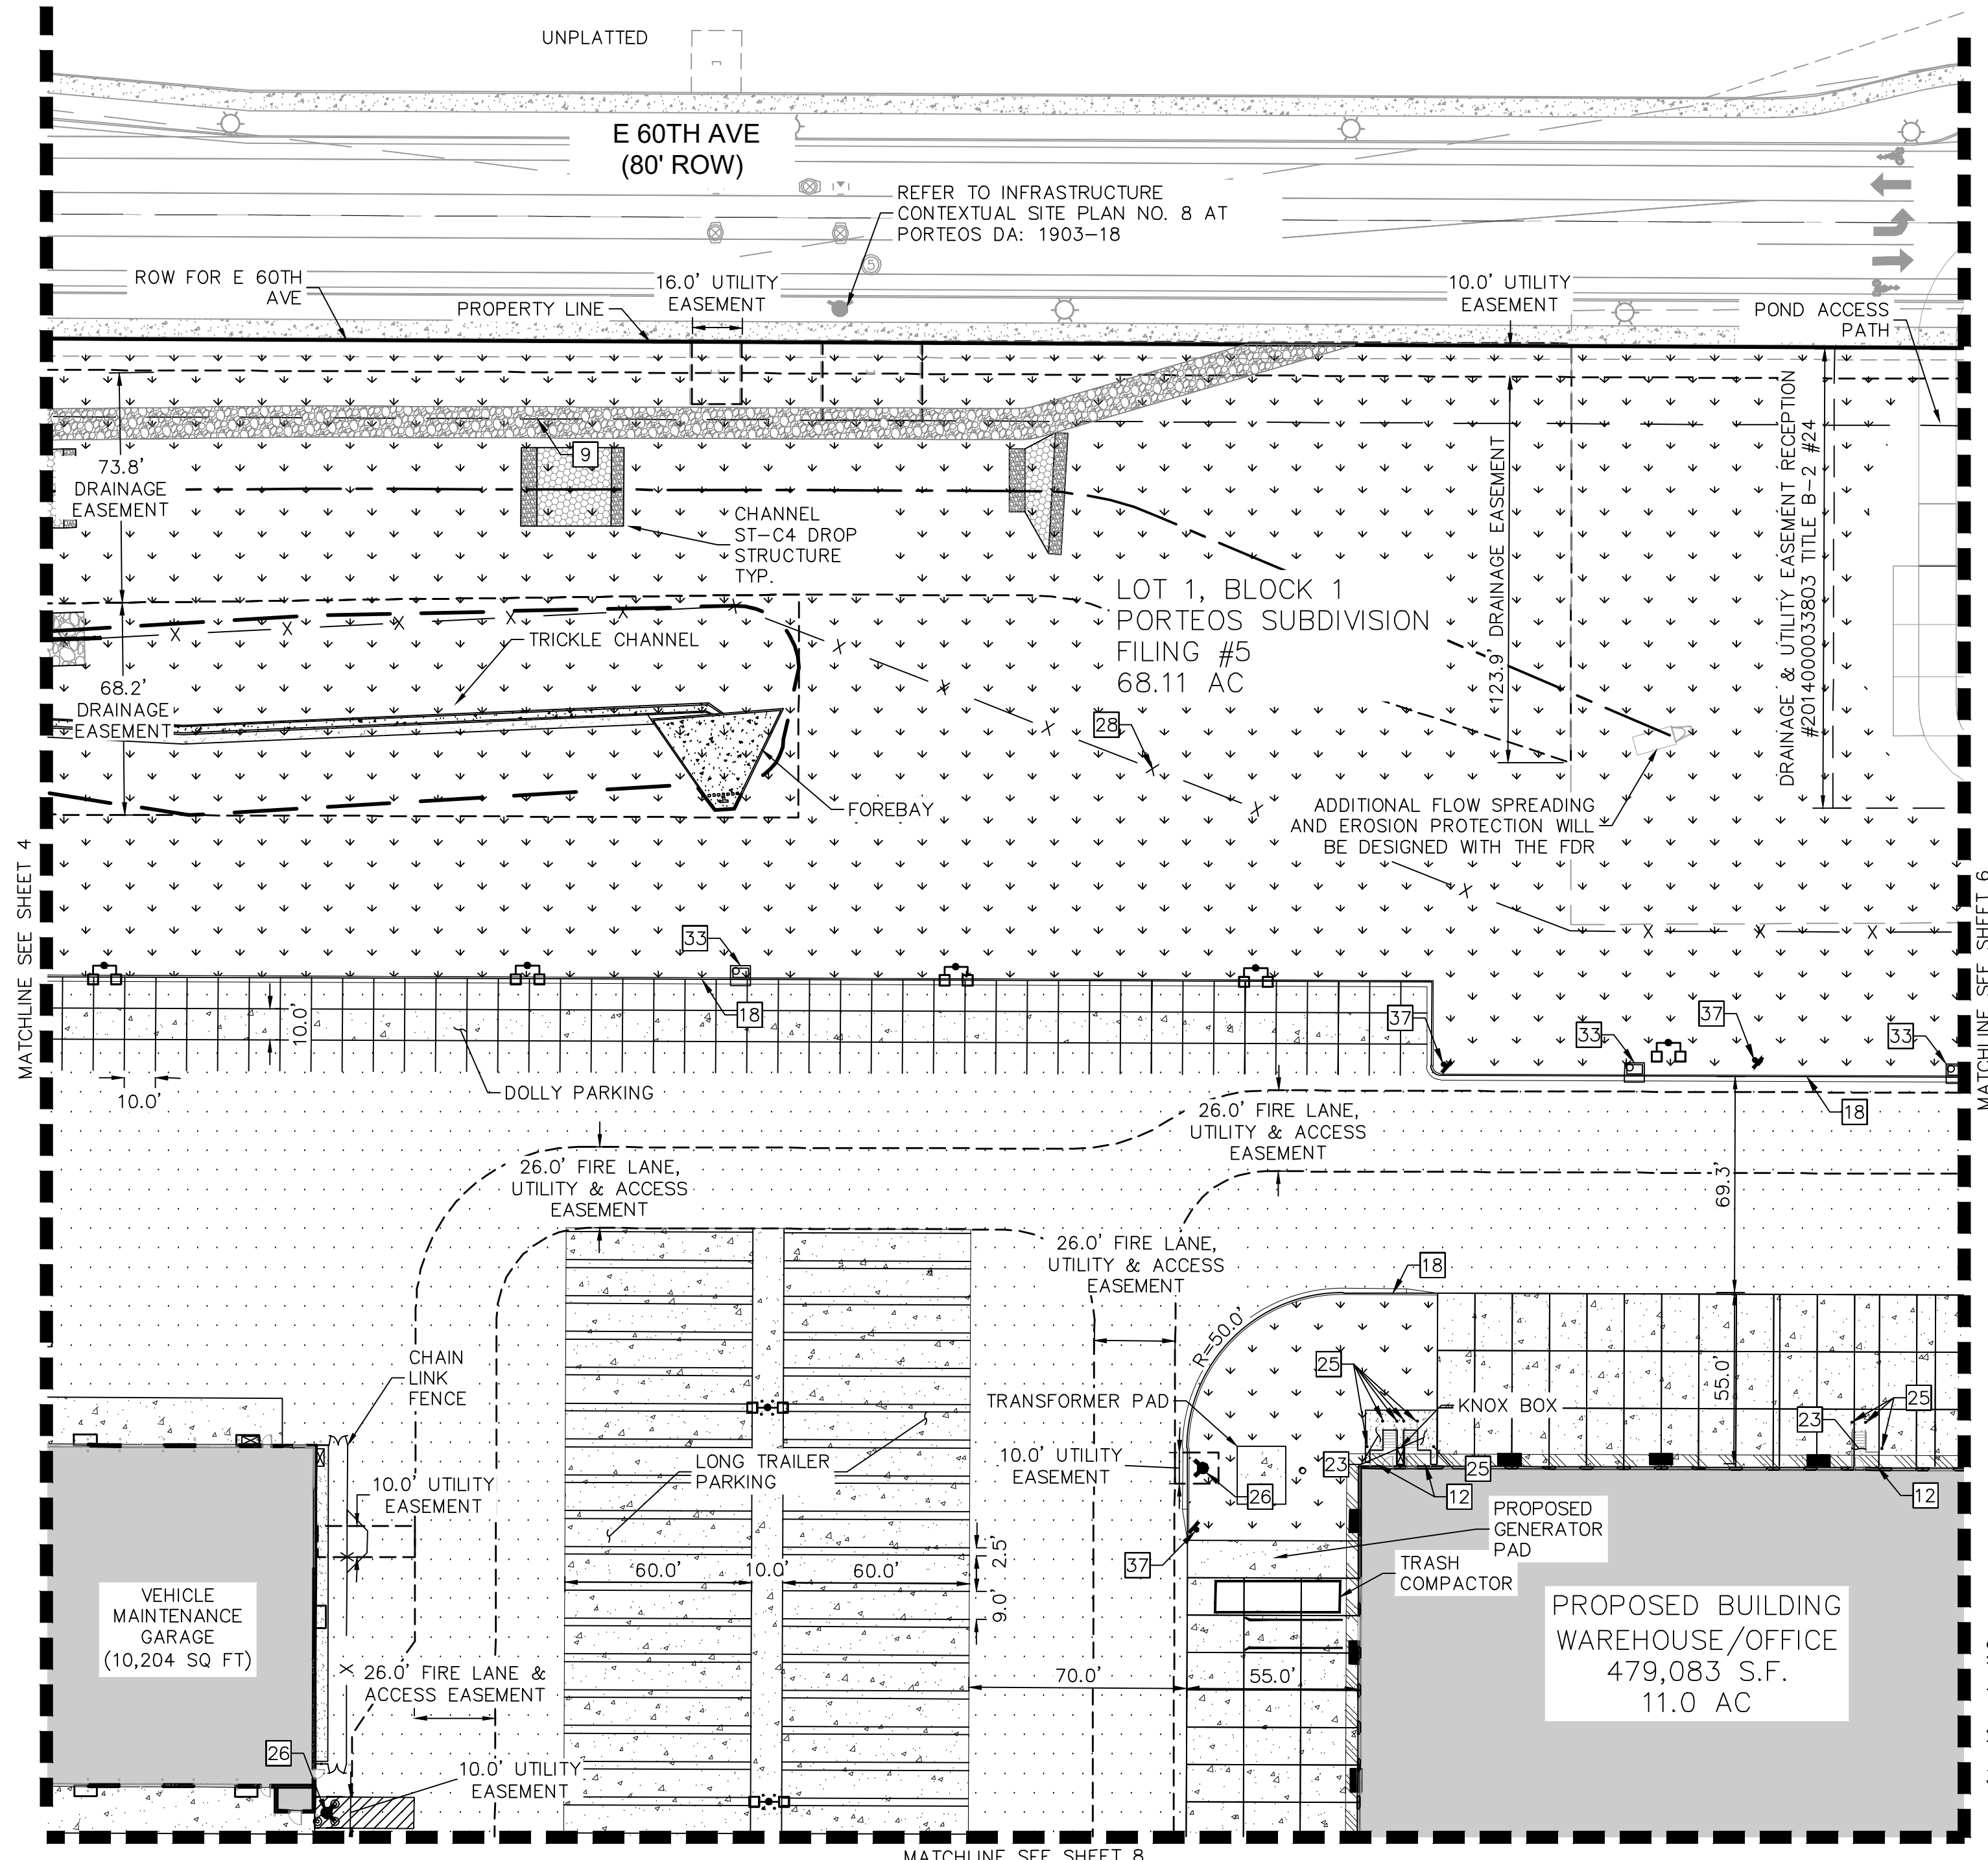 UNPLATTED
E 60TH AVE
(80' ROW)
REFER TO INFRASTRUCTURE
CONTEXTUAL SITE PLAN NO. 8 AT
PORTEOS DA: 1903-18
5
ROW FOR E 60TH
AVE
PROPERTY LINE
16.0' UTILITY
EASEMENT
10.0' UTILITY
EASEMENT
POND ACCESS
PATH
9
73.8'
DRAINAGE
EASEMENT
CHANNEL
ST-C4 DROP
STRUCTURE
TYP.
123.9' DRAINAGE EASEMENT
DRAINAGE & UTILITY EASEMENT RECEPTION
#2014000033803 TITLE B-2 #24
LOT 1, BLOCK 1
PORTEOS SUBDIVISION
FILING #5
68.11 AC
TRICKLE CHANNEL
68.2'
DRAINAGE
EASEMENT
28
FOREBAY
ADDITIONAL FLOW SPREADING
AND EROSION PROTECTION WILL
BE DESIGNED WITH THE FDR
MATCHLINE SEE SHEET 4
MATCHLINE SEE SHEET 6
33
18
37
33
37
33
10.0'
DOLLY PARKING
10.0'
18
26.0' FIRE LANE,
UTILITY & ACCESS
EASEMENT
26.0' FIRE LANE,
UTILITY & ACCESS
EASEMENT
69.3'
26.0' FIRE LANE,
UTILITY & ACCESS
EASEMENT
18
R=50.0'
CHAIN
LINK
FENCE
25
TRANSFORMER PAD
KNOX BOX
55.0'
25
23
LONG TRAILER
PARKING
10.0' UTILITY
EASEMENT
23
25
10.0' UTILITY
EASEMENT
26
12
12
PROPOSED
GENERATOR
PAD
37
TRASH
COMPACTOR
60.0'
10.0'
60.0'
2.5'
9.0'
VEHICLE
MAINTENANCE
GARAGE
(10,204 SQ FT)
PROPOSED BUILDING
WAREHOUSE/OFFICE
479,083 S.F.
11.0 AC
26.0' FIRE LANE &
ACCESS EASEMENT
70.0'
55.0'
26
10.0' UTILITY
EASEMENT
MATCHLINE SEE SHEET 8